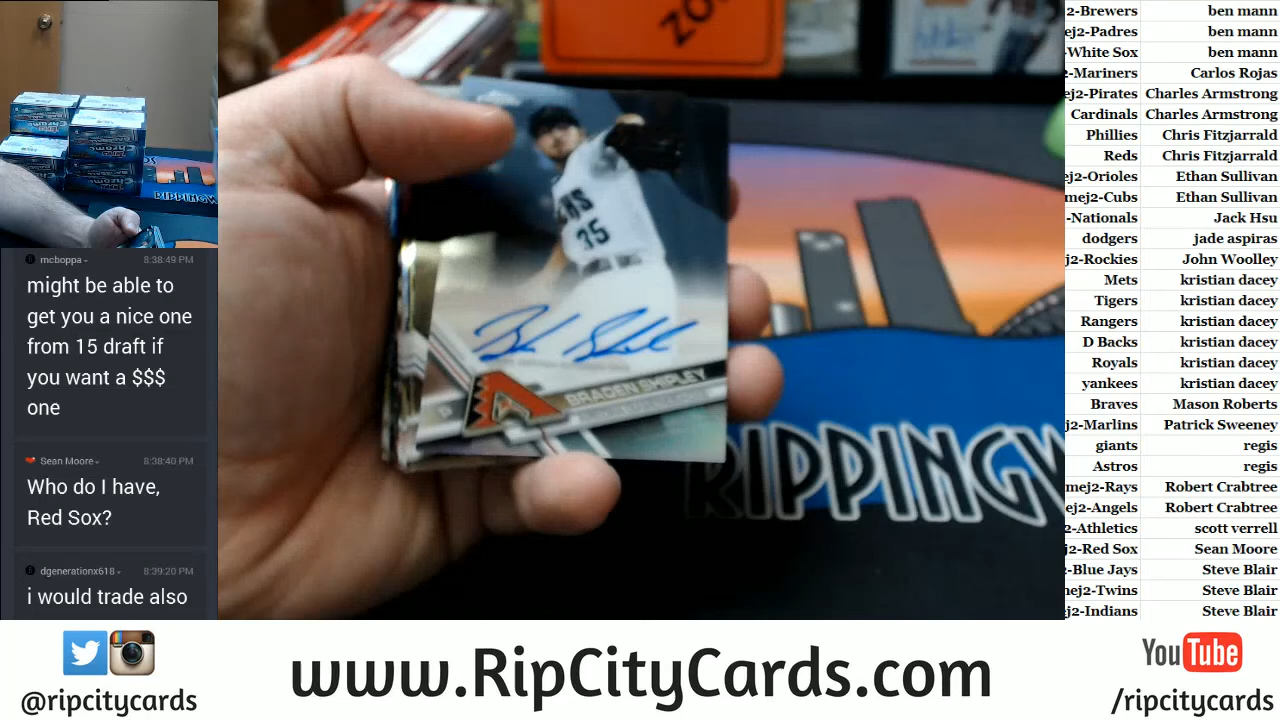 mcboppa
8:38:49 PM
might be able to
get you a nice one
from 15 draft if
you want a $$$
one
Sean Moore
8:38:40 PM
Who do I have,
Red Sox?
dgenerationx618
8:39:20 PM
i would trade also
ZOO
35
BRADEN SHIPLEY
RIPPINGW
RIPPINGW
2-Brewers ben mann
ej2-Padres ben mann
-White Sox ben mann
2-Mariners Carlos Rojas
ej2-Pirates Charles Armstrong
Cardinals Charles Armstrong
Phillies Chris Fitzjarrald
Reds Chris Fitzjarrald
ej2-Orioles Ethan Sullivan
mej2-Cubs Ethan Sullivan
-Nationals Jack Hsu
dodgers jade aspiras
j2-Rockies John Woolley
Mets kristian dacey
Tigers kristian dacey
Rangers kristian dacey
D Backs kristian dacey
Royals kristian dacey
yankees kristian dacey
Braves Mason Roberts
j2-Marlins Patrick Sweeney
giants regis
Astros regis
mej2-Rays Robert Crabtree
ej2-Angels Robert Crabtree
2-Athletics scott verrell
j2-Red Sox Sean Moore
2-Blue Jays Steve Blair
nej2-Twins Steve Blair
ej2-Indians Steve Blair
@ripcitycards
www.RipCityCards.com
YouTube
/ripcitycards